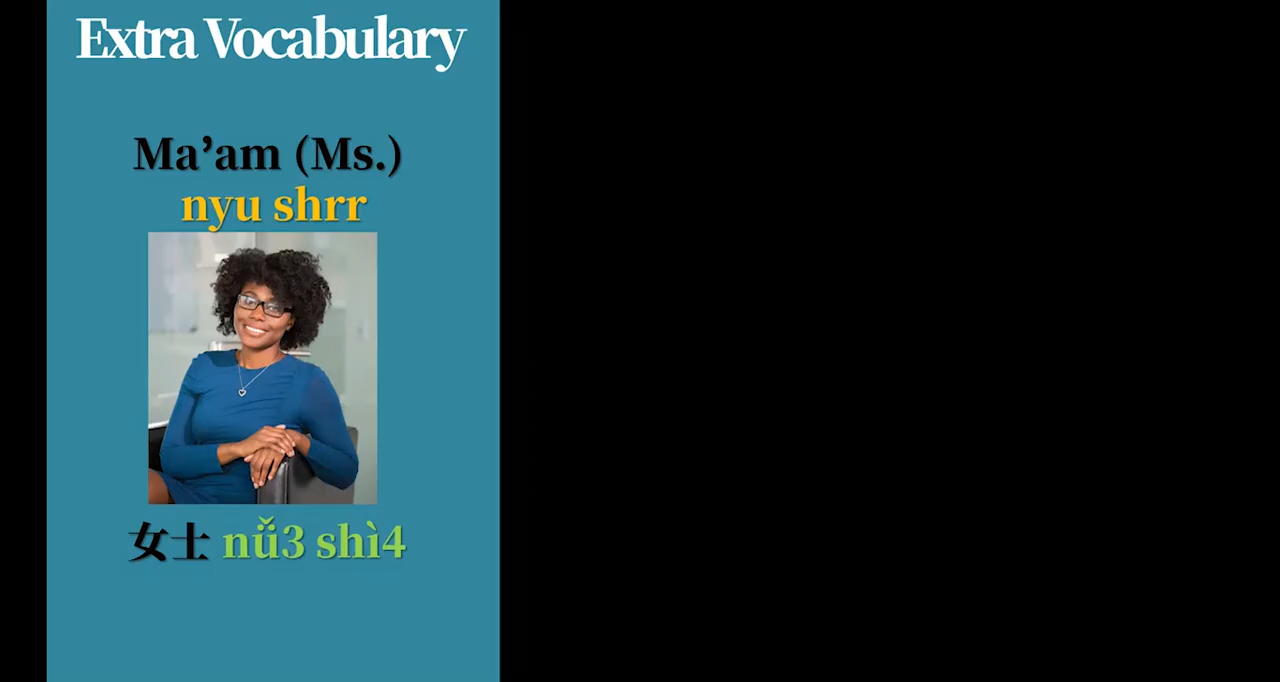 Extra Vocabulary
Ma’am (Ms.)
nyu shrr
女士 nǚ3 shì4